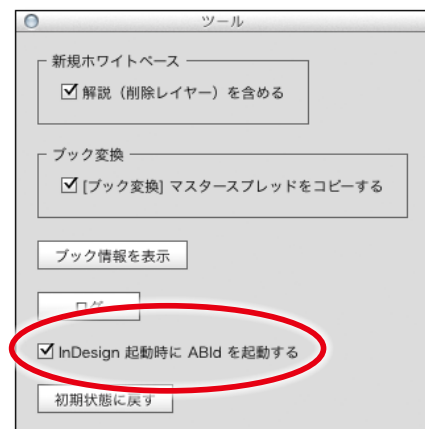 ツール
新規ホワイトベース
解説（削除レイヤー）を含める
ブック変換
[ブック変換] マスタースプレッドをコピーする
ブック情報を表示
ログ
InDesign 起動時に ABId を起動する
初期状態に戻す